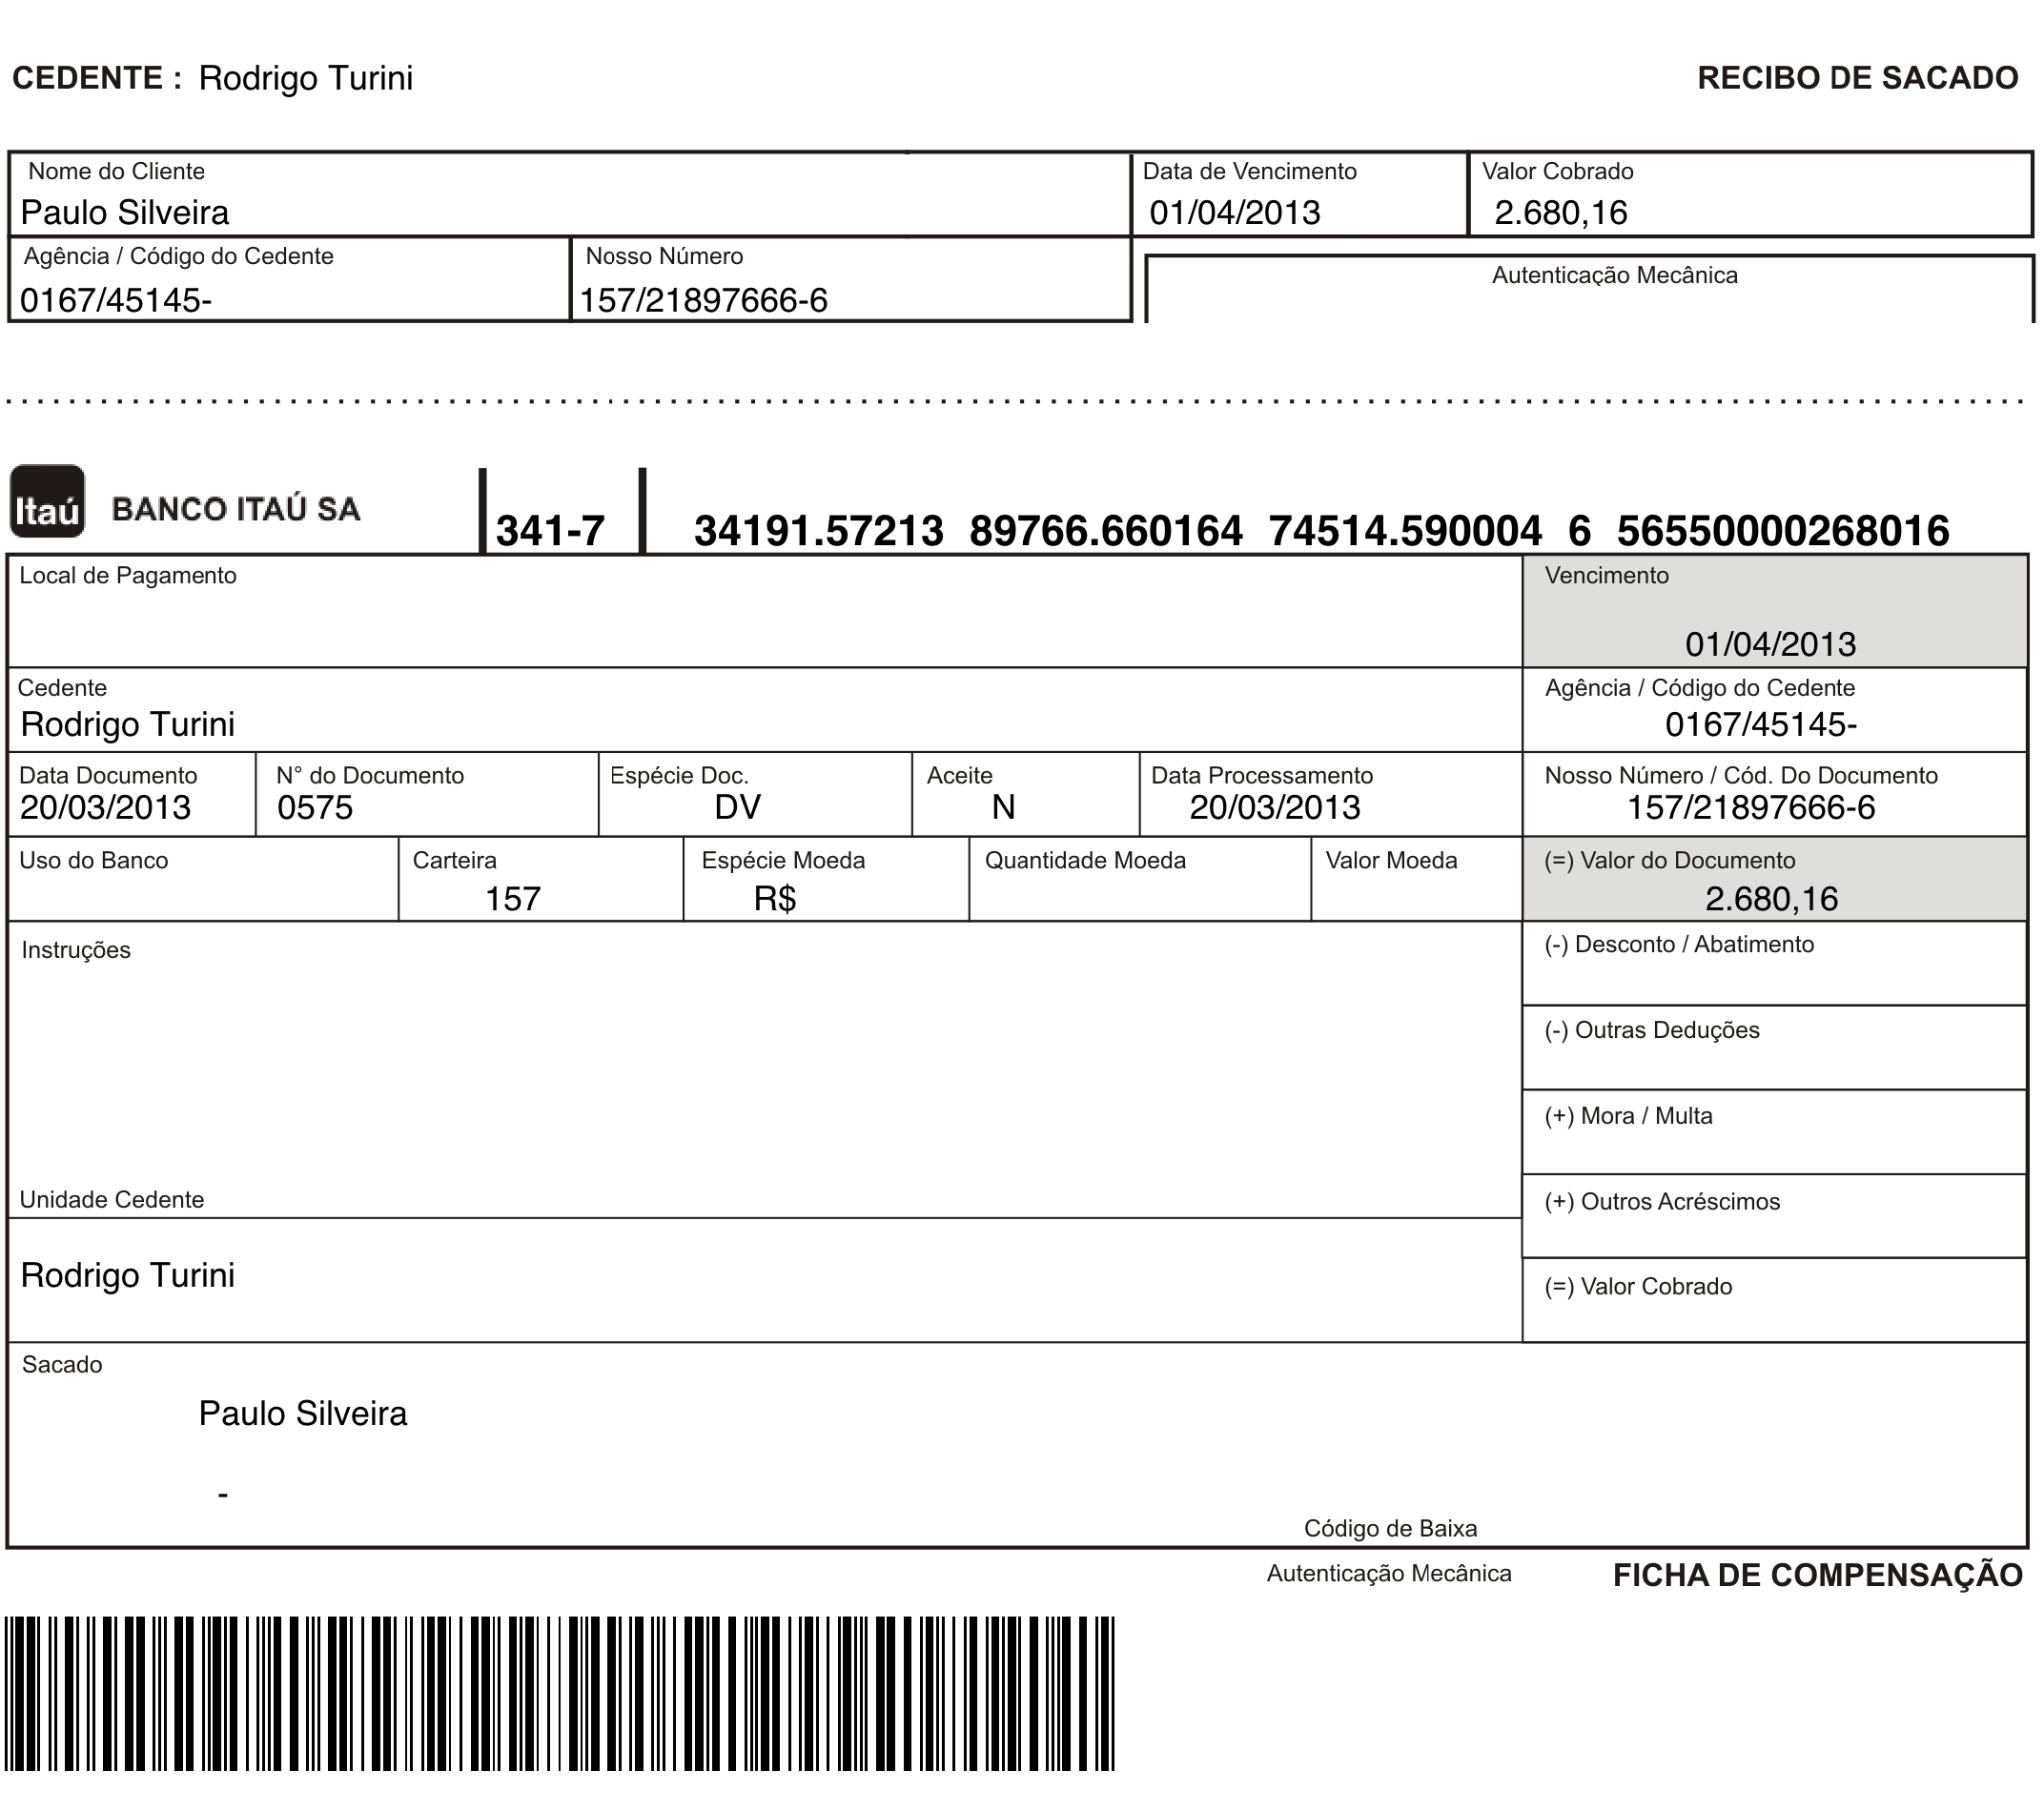 CEDENTE : Rodrigo Turini RECIBO DE SACADO
Nome do Cliente Data de Vencimento Valor Cobrado
Paulo Silveira 01/04/2013 2.680,16
Agência / Código do Cedente Nosso Número Autenticação Mecânica
0167/45145- 157/21897666-6
Itaú BANCO ITAÚ SA 341-7 34191.57213 89766.660164 74514.590004 6 56550000268016
Local de Pagamento Vencimento
01/04/2013
Cedente Agência / Código do Cedente
Rodrigo Turini 0167/45145-
Data Documento N° do Documento Espécie Doc. Aceite Data Processamento Nosso Número / Cód. Do Documento
20/03/2013 0575 DV N 20/03/2013 157/21897666-6
Uso do Banco Carteira Espécie Moeda Quantidade Moeda Valor Moeda (=) Valor do Documento
157 R$ 2.680,16
Instruções (-) Desconto / Abatimento
(-) Outras Deduções
(+) Mora / Multa
Unidade Cedente (+) Outros Acréscimos
Rodrigo Turini (=) Valor Cobrado
Sacado
Paulo Silveira
-
Código de Baixa
Autenticação Mecânica FICHA DE COMPENSAÇÃO